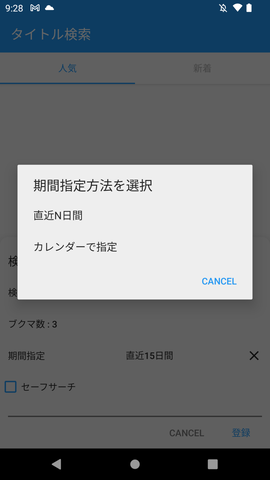 9:28
タイトル検索
人気
新着
期間指定方法を選択
直近N日間
カレンダーで指定
CANCEL
検
検
ブクマ数 : 3
期間指定
直近15日間
セーフサーチ
CANCEL
登録